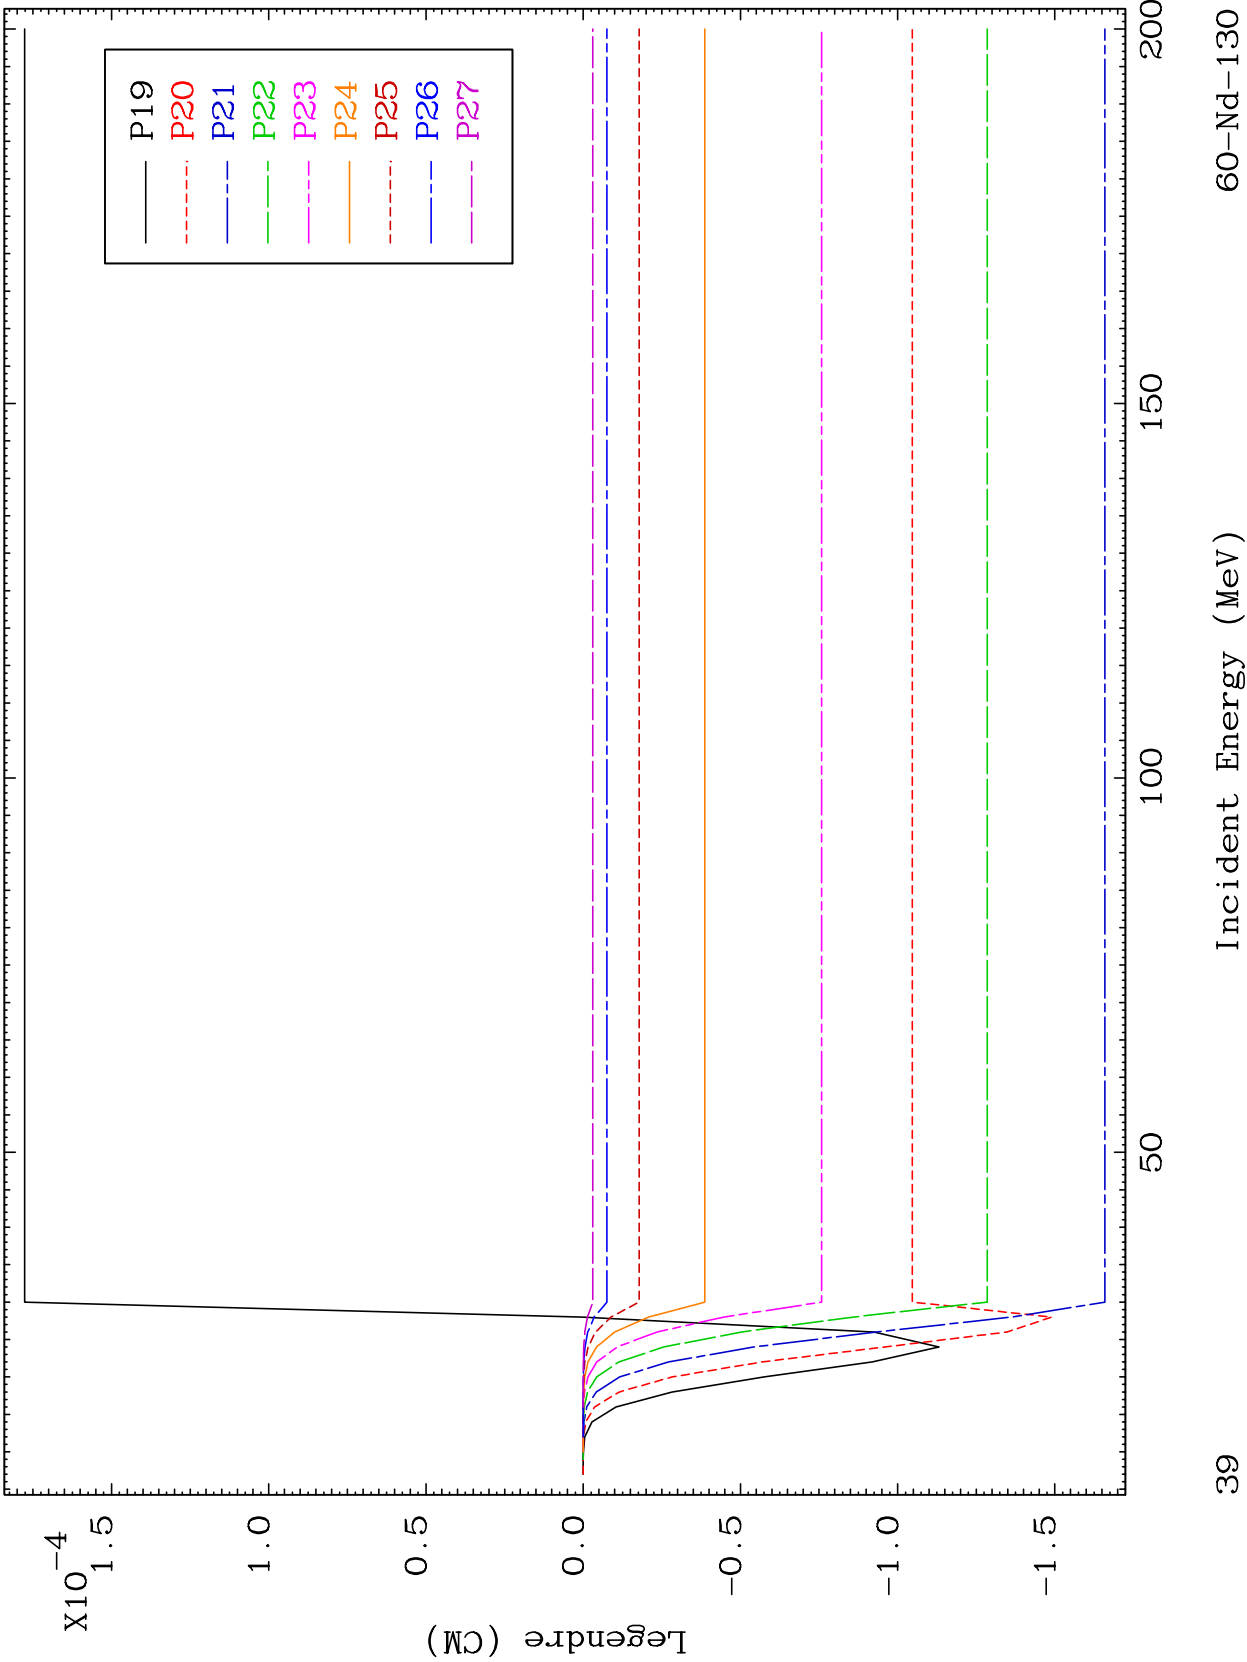 X10-4
1.5
1.0
0.5
0.0
-0.5
-1.0
-1.5
Legendre (CM)
P19
P20
P21
P22
P23
P24
P25
P26
P27
50
100
150
200
Incident Energy (MeV)
39
60-Nd-130